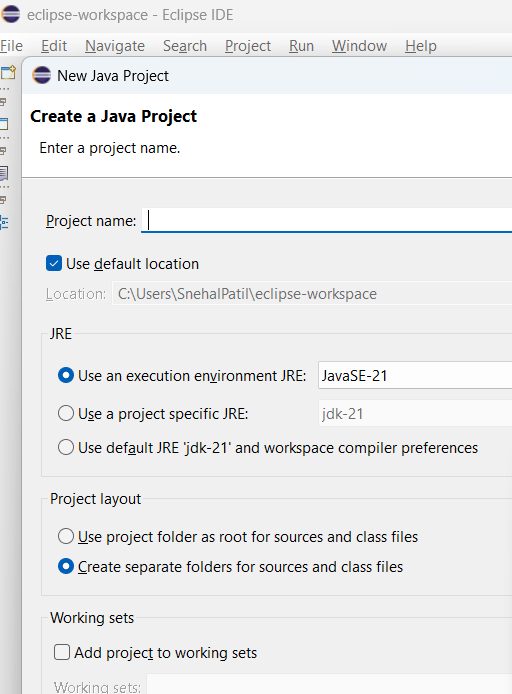 eclipse-workspace - Eclipse IDE
File Edit Navigate Search Project Run Window Help
New Java Project
Create a Java Project
Enter a project name.
Project name:
Use default location
Location: C:\Users\SnehalPatil\eclipse-workspace
JRE
Use an execution environment JRE: JavaSE-21
Use a project specific JRE: jdk-21
Use default JRE 'jdk-21' and workspace compiler preferences
Project layout
Use project folder as root for sources and class files
Create separate folders for sources and class files
Working sets
Add project to working sets
Working sets: